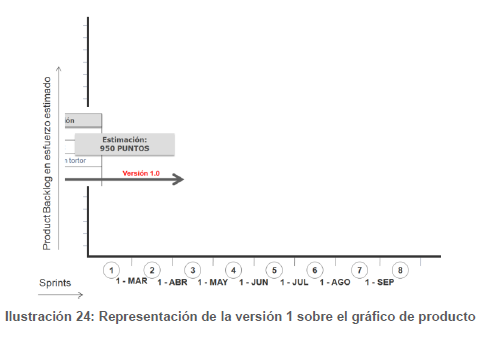 Product Backlog en esfuerzo estimado
ión
Estimación:
950 PUNTOS
n tortor
Versión 1.0
1 2 3 4 5 6 7 8
Sprints
1 - MAR 1 - ABR 1 - MAY 1 - JUN 1 - JUL 1 - AGO 1 - SEP
Ilustración 24: Representación de la versión 1 sobre el gráfico de producto